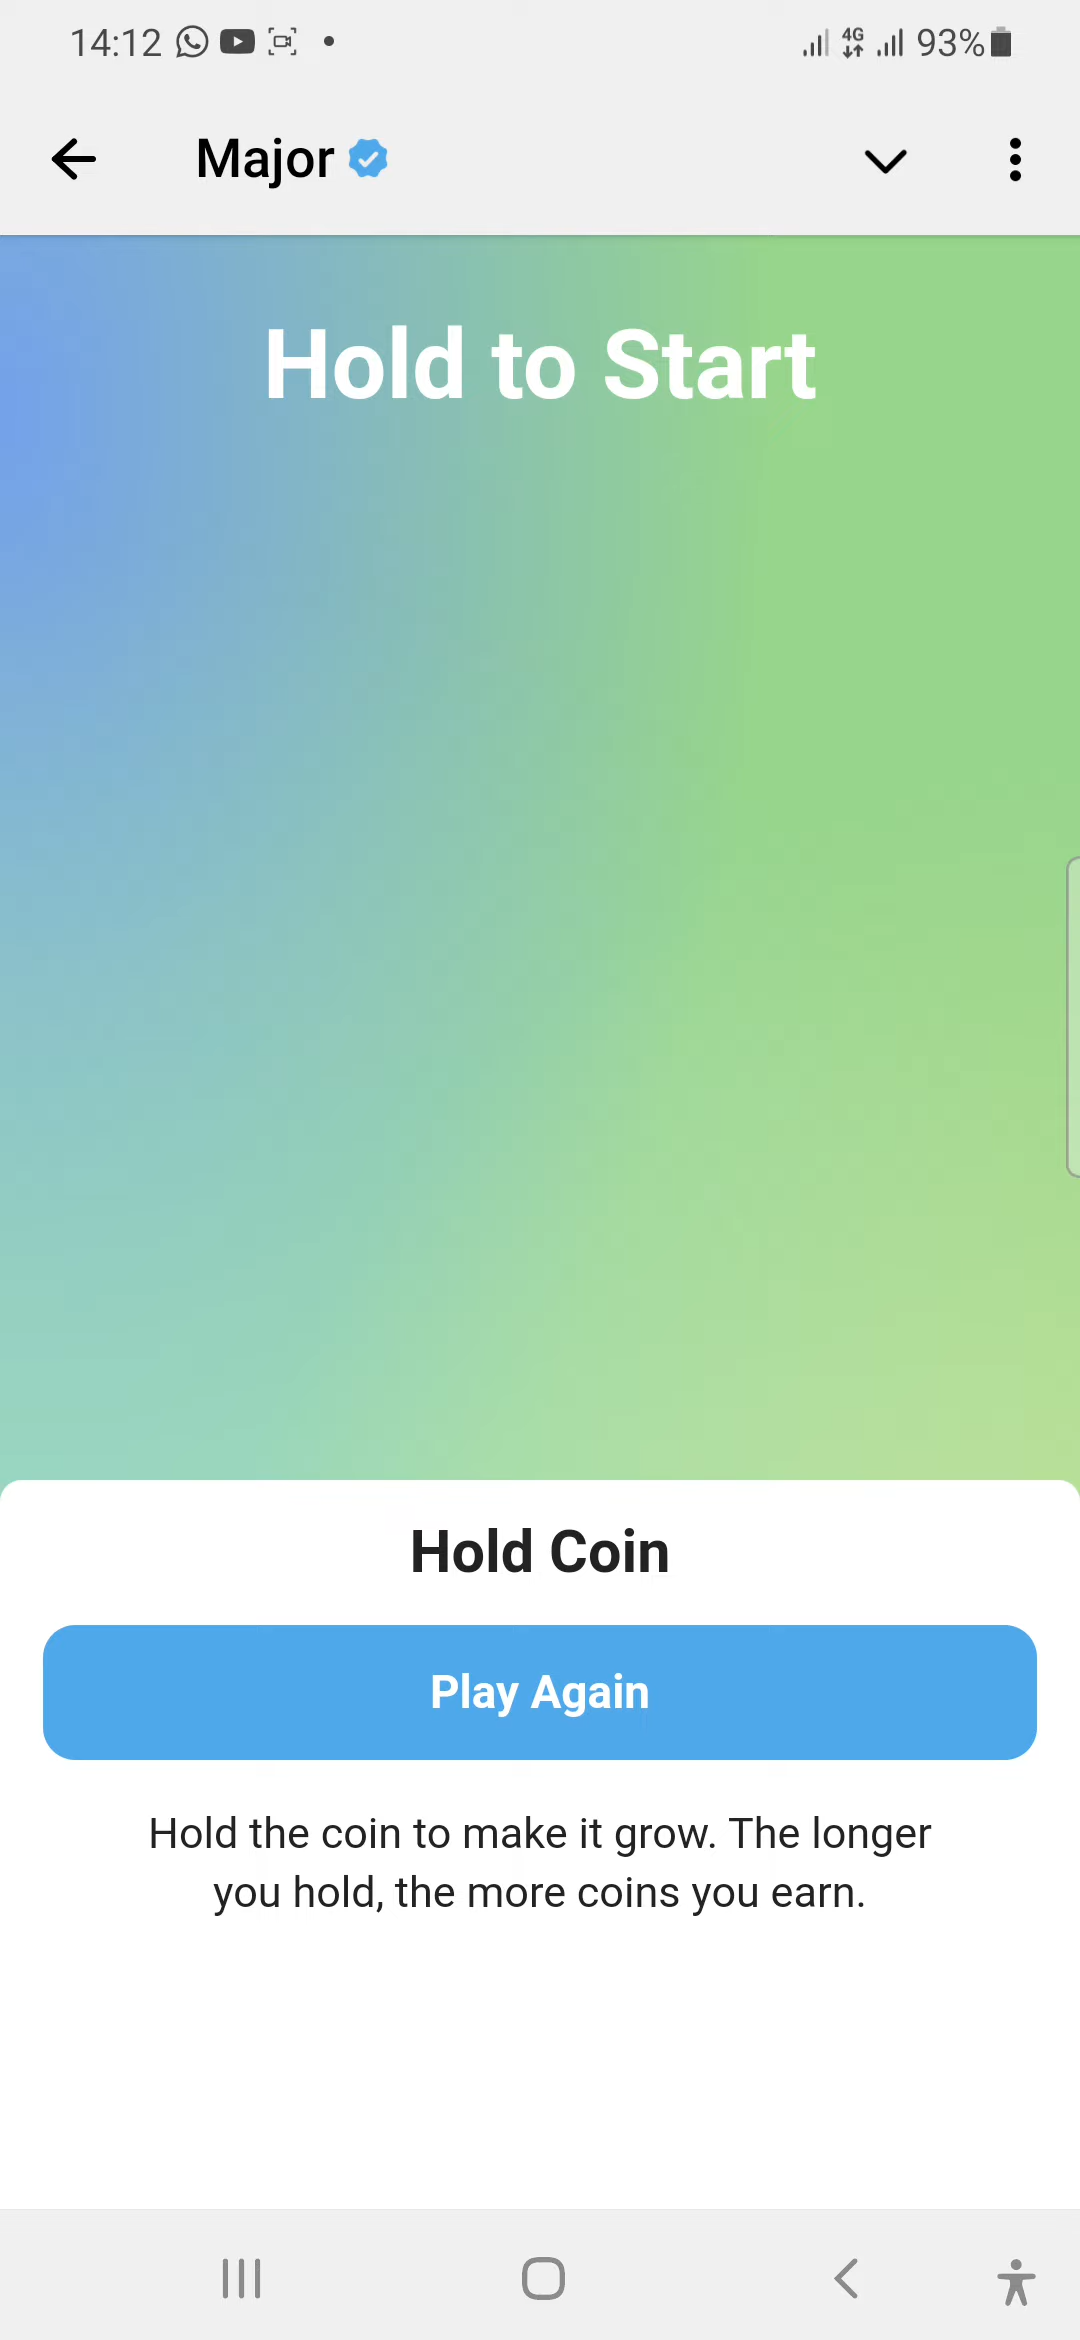 14:12
4G
93%
Major
Hold to Start
Hold Coin
Play Again
Hold the coin to make it grow. The longer
you hold, the more coins you earn.